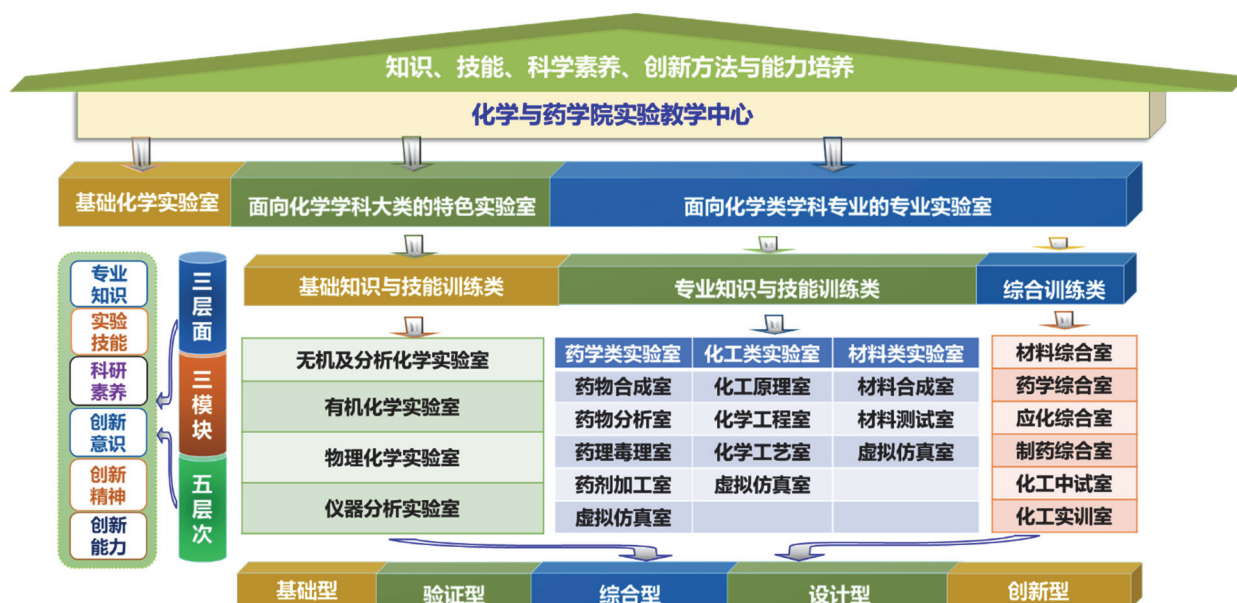 知识、技能、科学素养、创新方法与能力培养
化学与药学院实验教学中心
基础化学实验室
面向化学学科大类的特色实验室
面向化学类学科专业的专业实验室
专业
知识
实验
技能
科研
素养
创新
意识
创新
精神
创新
能力
三层面
三模块
五层次
基础知识与技能训练类
专业知识与技能训练类
综合训练类
无机及分析化学实验室
有机化学实验室
物理化学实验室
仪器分析实验室
药学类实验室 化工类实验室 材料类实验室
药物合成室 化工原理室 材料合成室
药物分析室 化学工程室 材料测试室
药理毒理室 化学工艺室 虚拟仿真室
药剂加工室 虚拟仿真室
虚拟仿真室
材料综合室
药学综合室
应化综合室
制药综合室
化工中试室
化工实训室
基础型
验证型
综合型
设计型
创新型